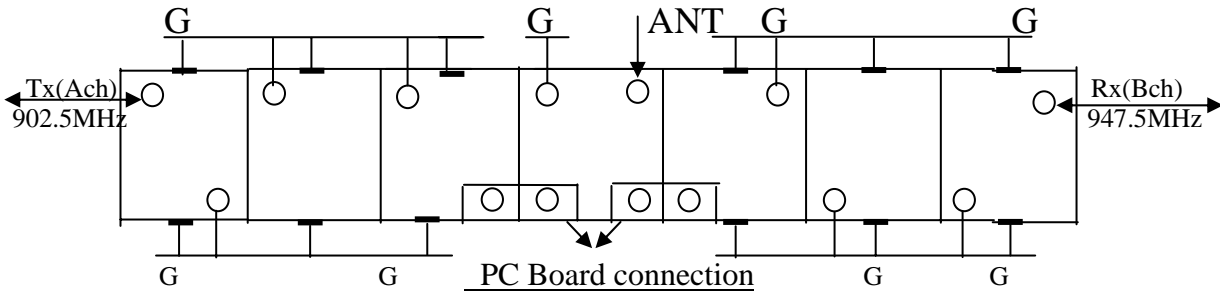 G G ANT G G
Tx(Ach) Rx(Bch)
902.5MHz 947.5MHz
G G PC Board connection G G